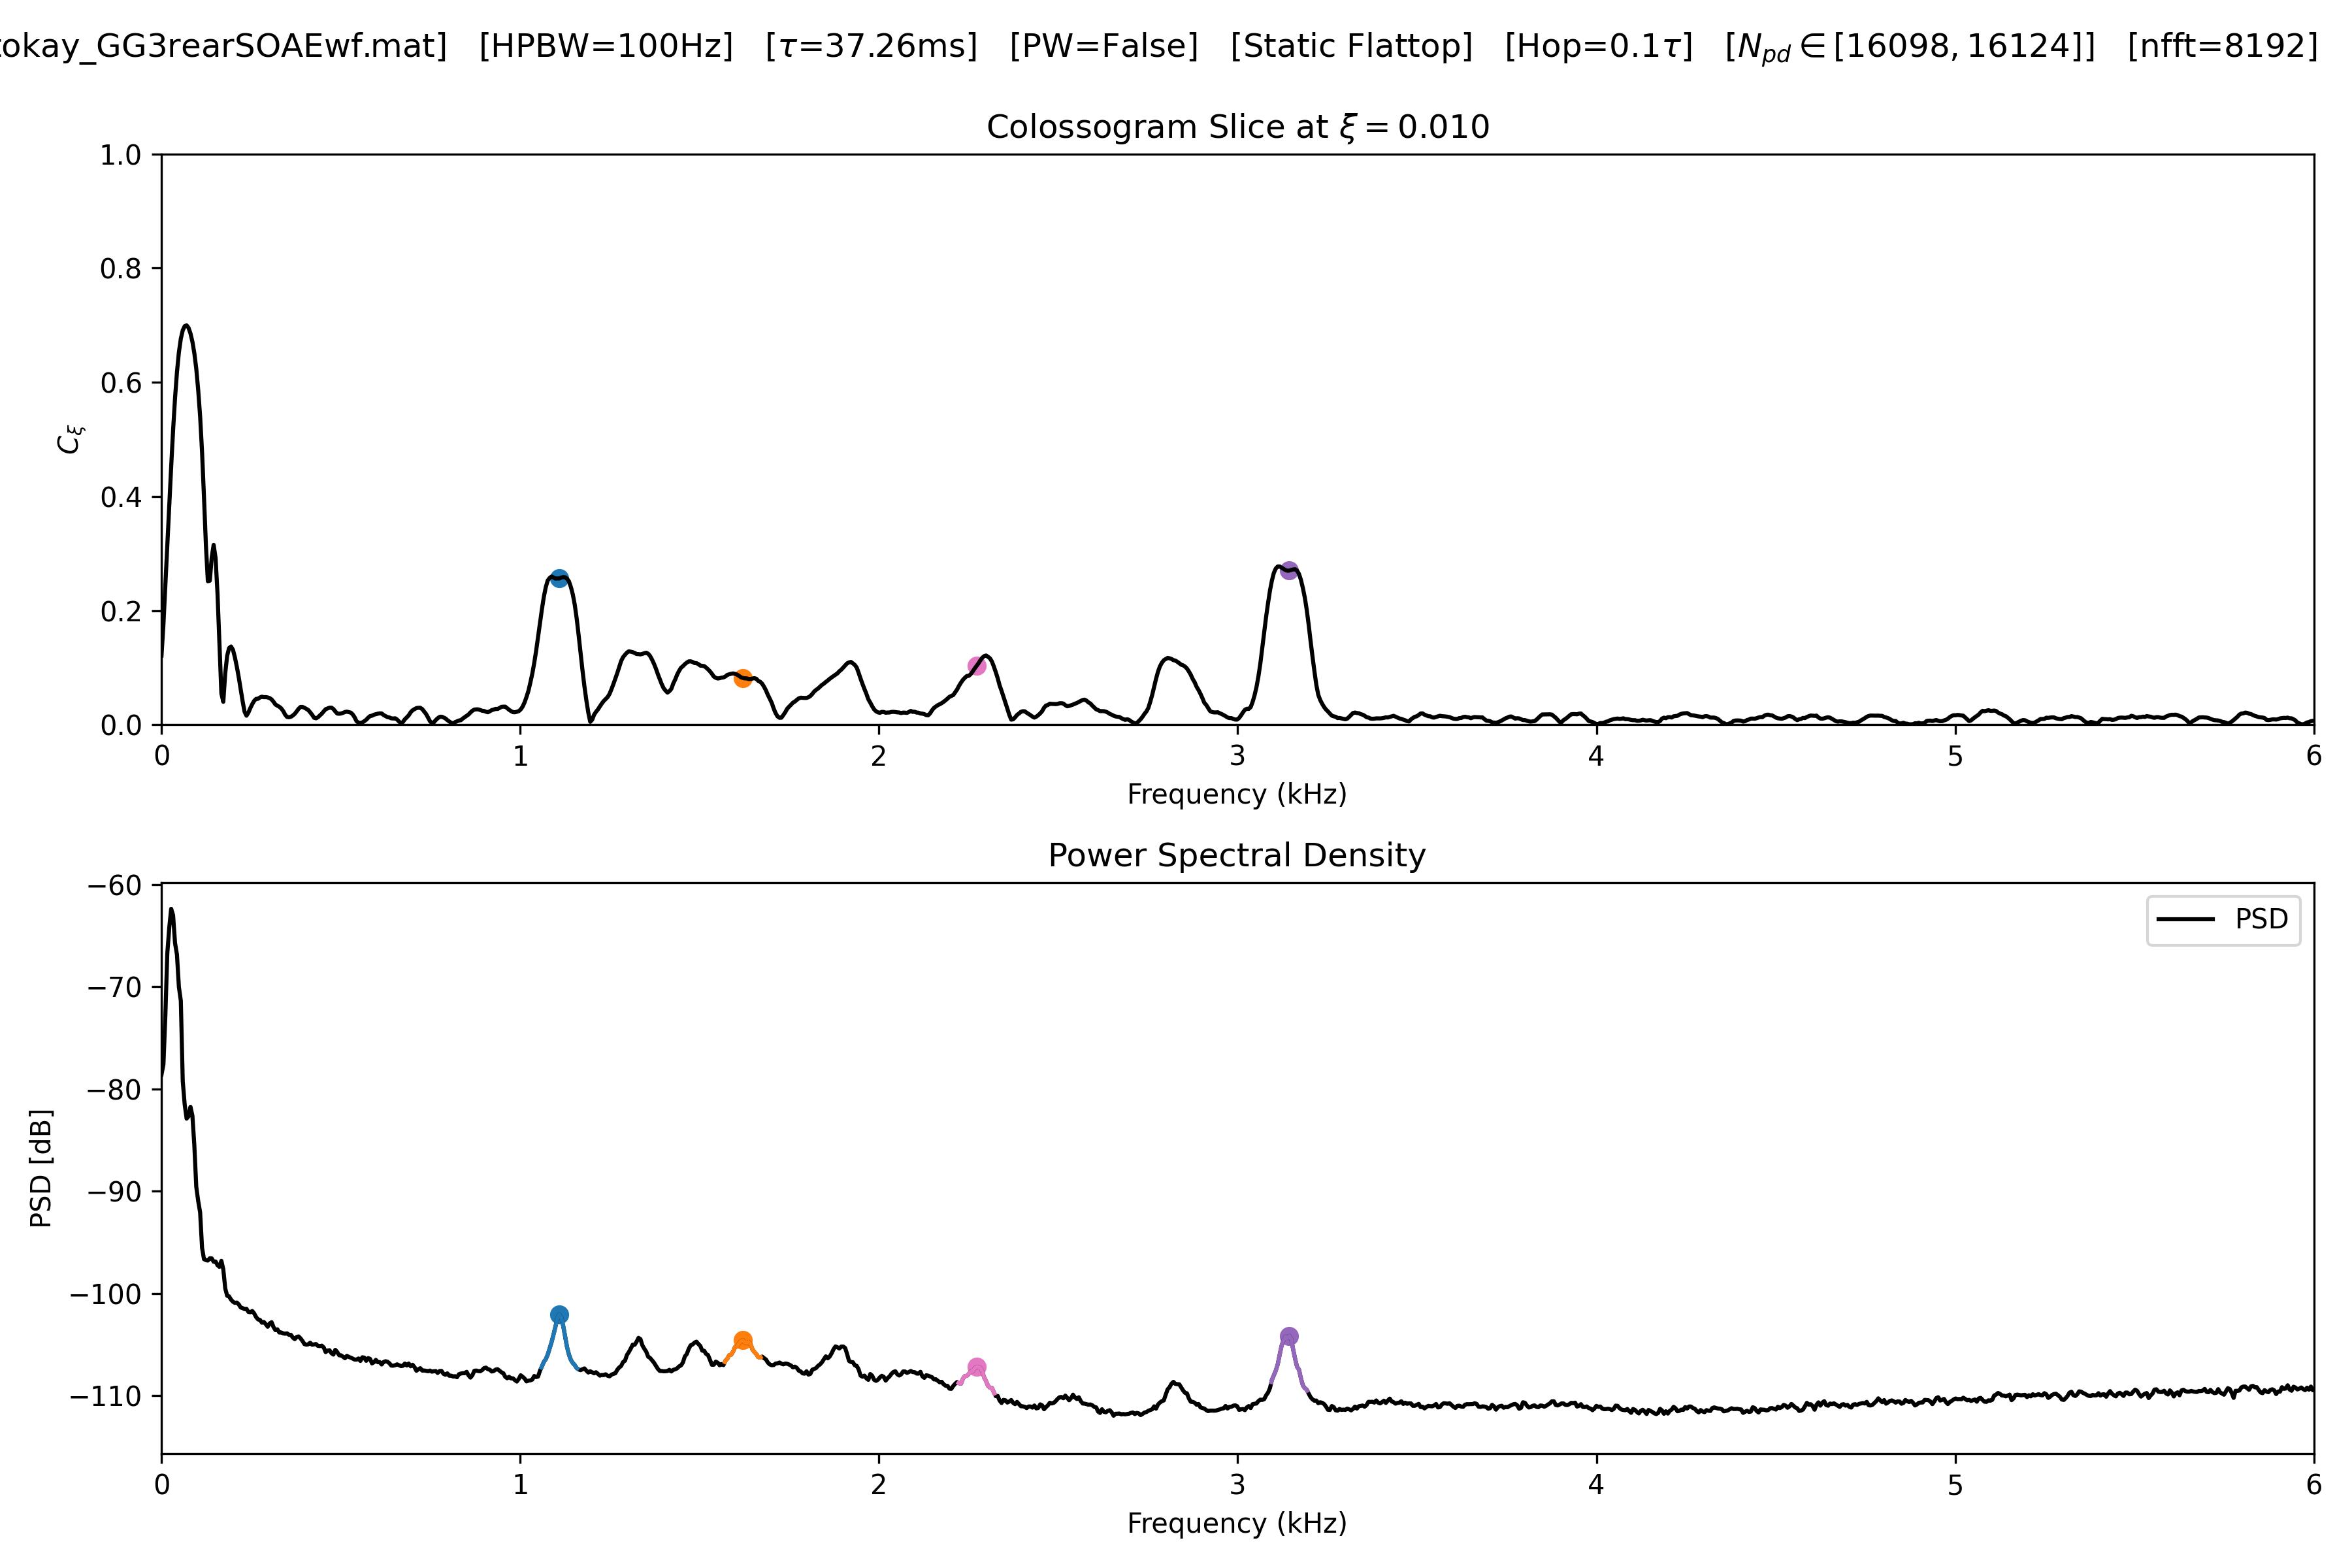 okay_GG3rearSOAEwf.mat] [HPBW=100Hz] [τ=37.26ms] [PW=False] [Static Flattop] [Hop=0.1τ] [N_pd ∈ [16098, 16124]] [nfft=8192]
Colossogram Slice at ξ = 0.010
1.0
0.8
0.6
0.4
0.2
0.0
C_ξ
0 1 2 3 4 5 6
Frequency (kHz)
Power Spectral Density
−60
−70
−80
−90
−100
−110
PSD [dB]
PSD
0 1 2 3 4 5 6
Frequency (kHz)